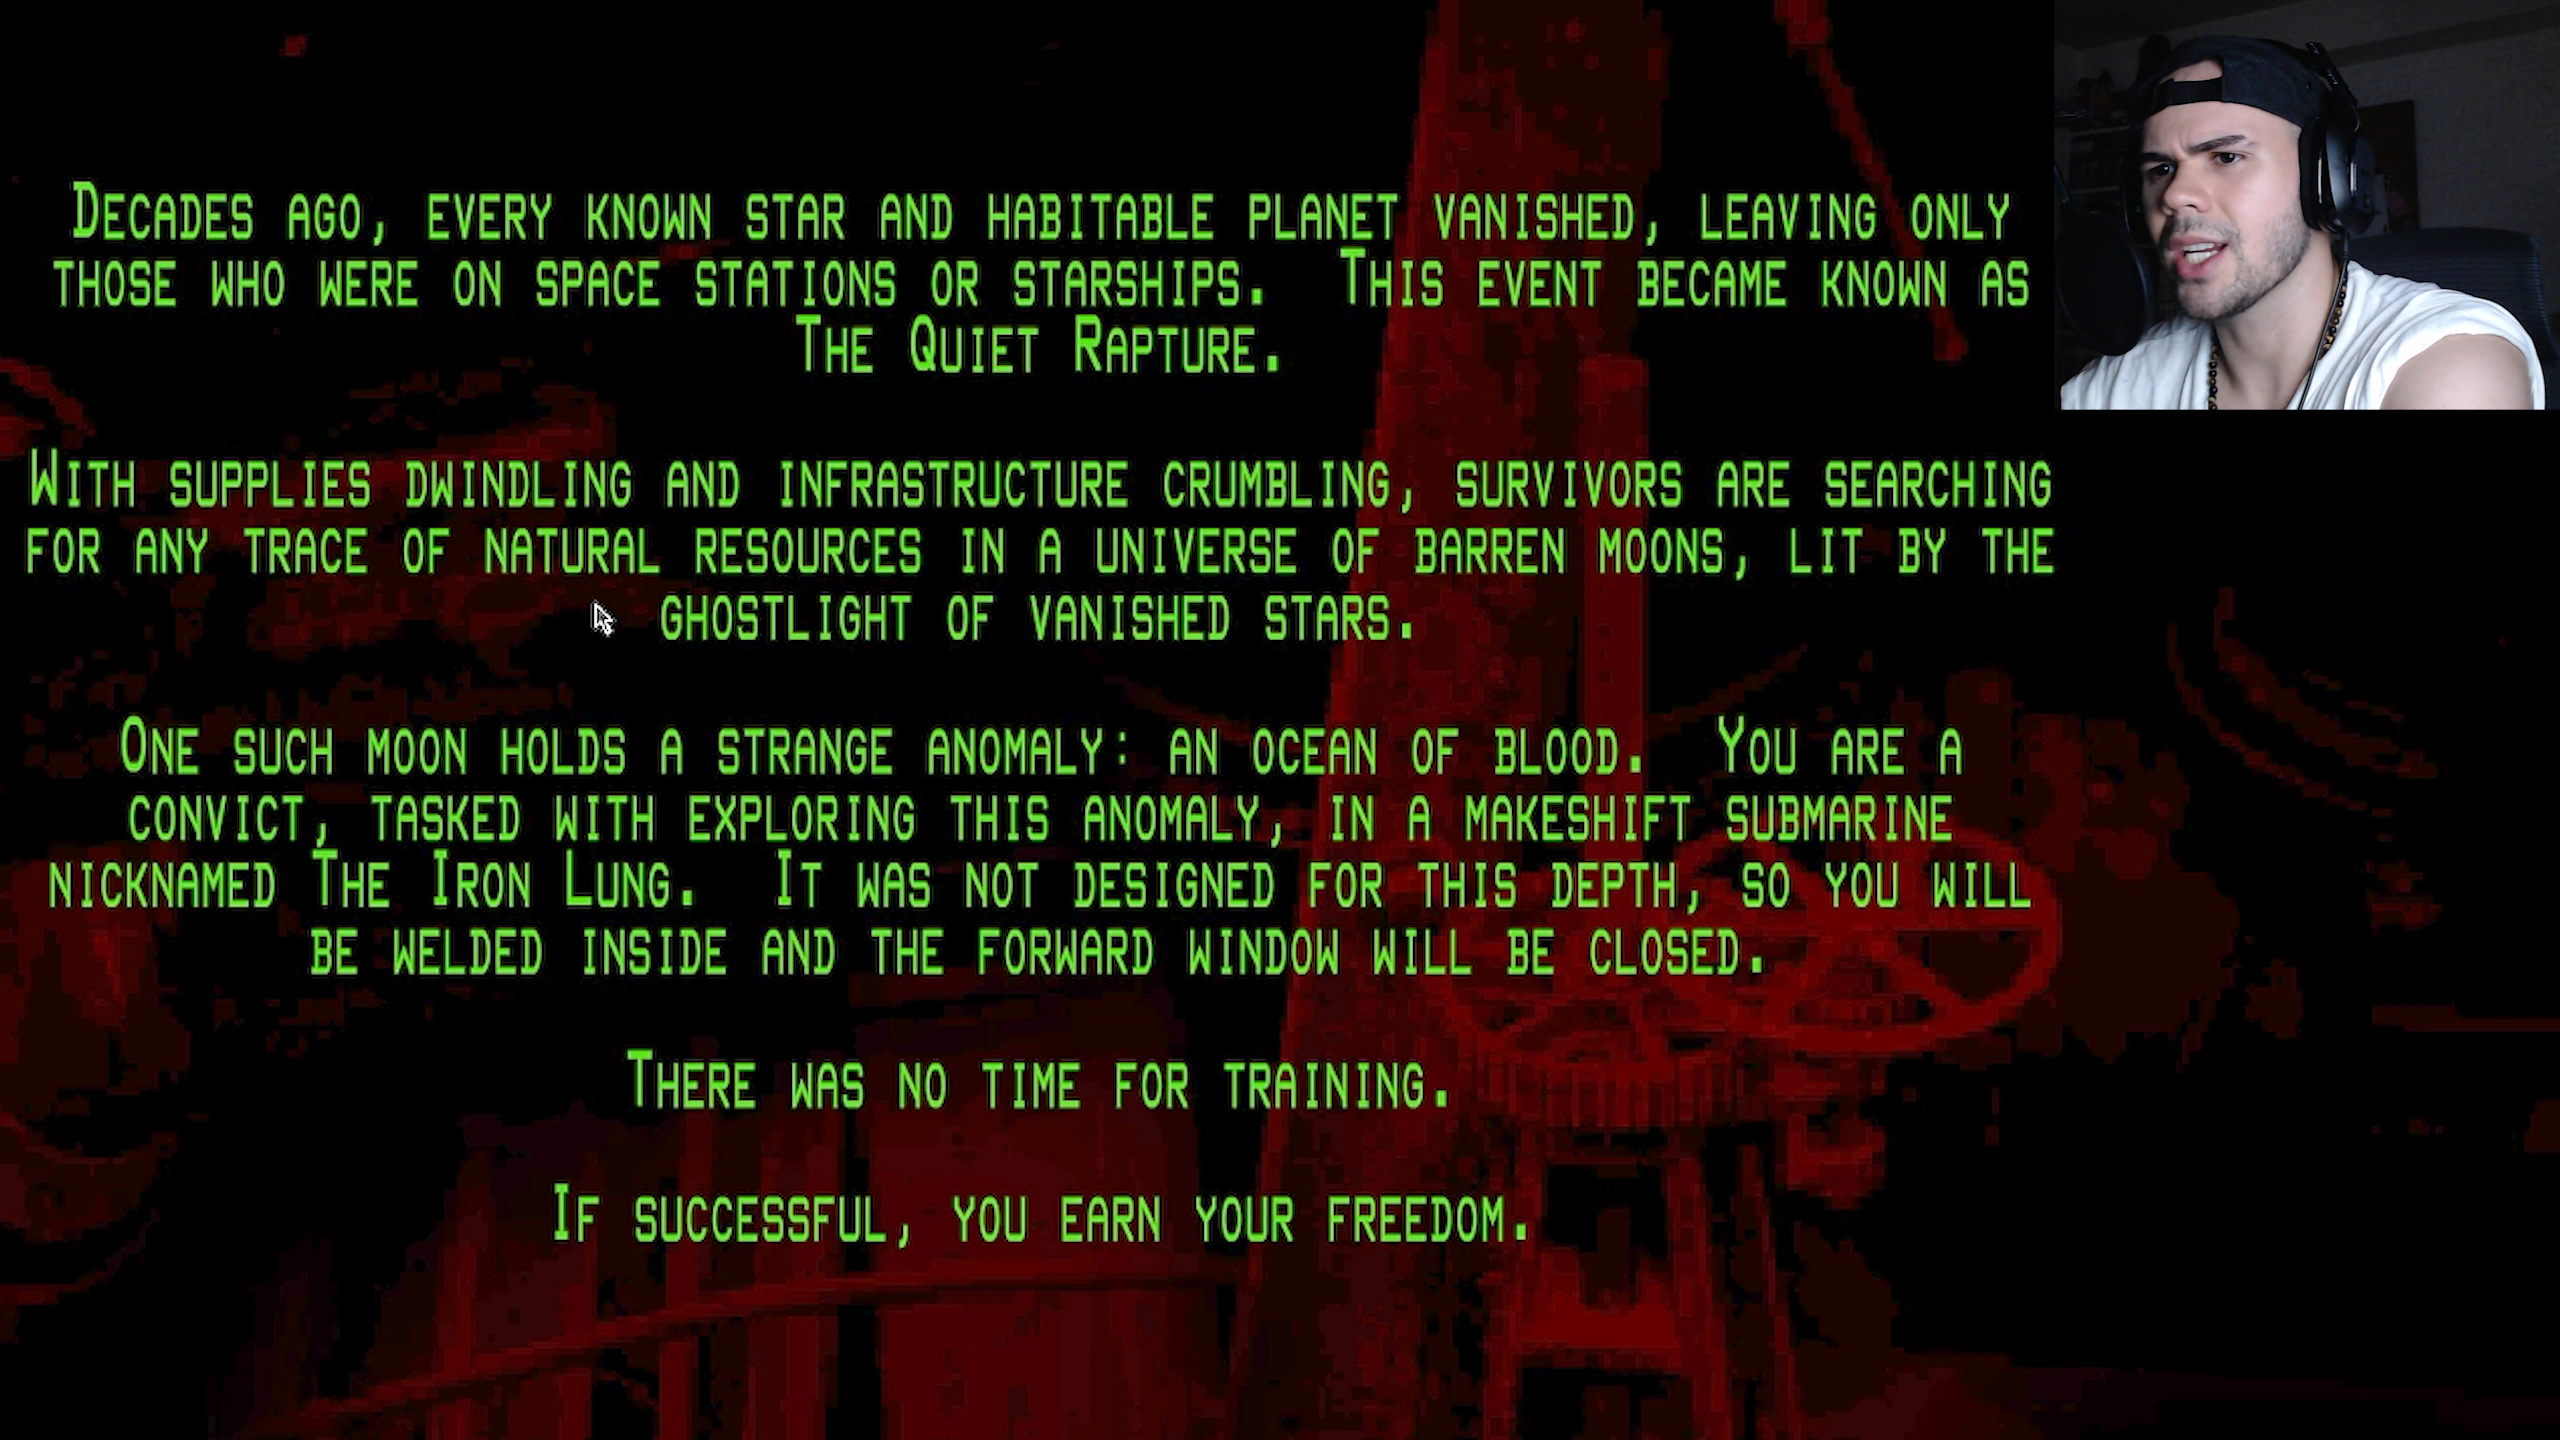 Decades ago, every known star and habitable planet vanished, leaving only
those who were on space stations or starships.  This event became known as
The Quiet Rapture.
With supplies dwindling and infrastructure crumbling, survivors are searching
for any trace of natural resources in a universe of barren moons, lit by the
ghostlight of vanished stars.
One such moon holds a strange anomaly: an ocean of blood.  You are a
convict, tasked with exploring this anomaly, in a makeshift submarine
nicknamed The Iron Lung.  It was not designed for this depth, so you will
be welded inside and the forward window will be closed.
There was no time for training.
If successful, you earn your freedom.